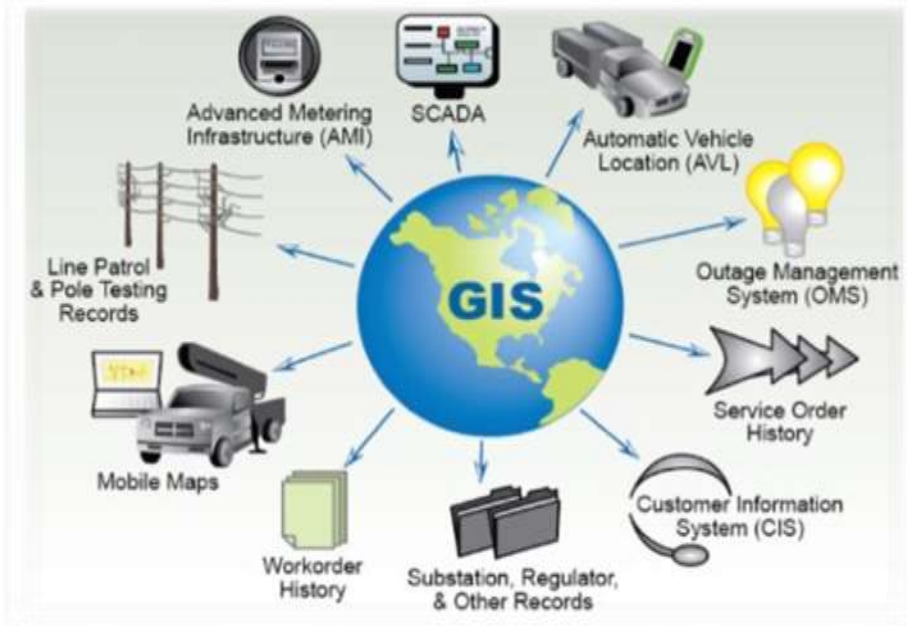 Advanced Metering
Infrastructure (AMI)
SCADA
Automatic Vehicle
Location (AVL)
Line Patrol
& Pole Testing
Records
GIS
Outage Management
System (OMS)
Mobile Maps
Service Order
History
Workorder
History
Substation, Regulator,
& Other Records
Customer Information
System (CIS)